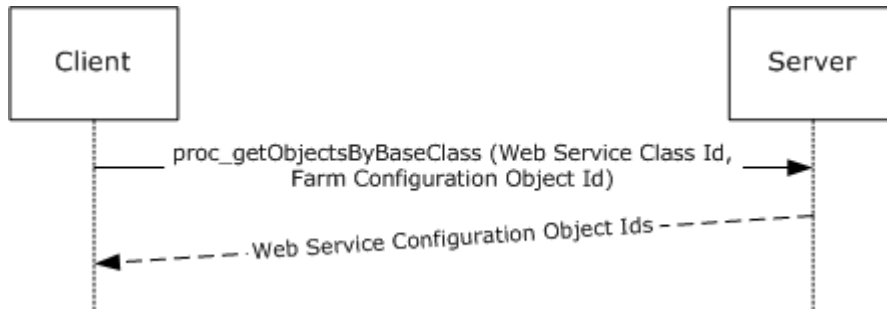 Client
Server
proc_getObjectsByBaseClass (Web Service Class Id,
Farm Configuration Object Id)
Web Service Configuration Object Ids